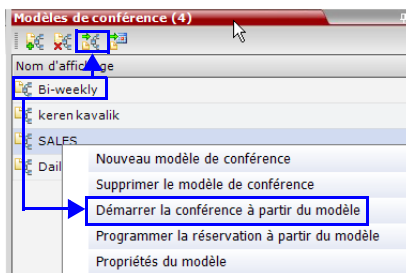 Modèles de conférence (4)
Nom d'affichage
Bi-weekly
keren kavalik
SALES
Dail
Nouveau modèle de conférence
Supprimer le modèle de conférence
Démarrer la conférence à partir du modèle
Programmer la réservation à partir du modèle
Propriétés du modèle